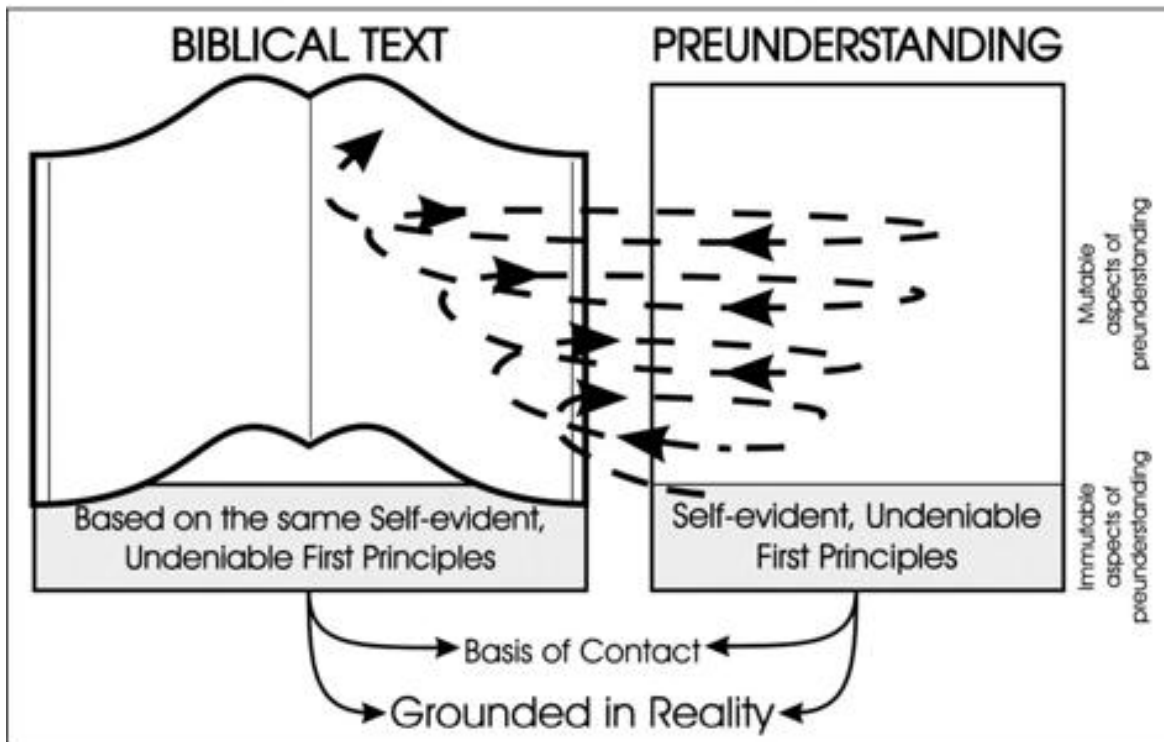 BIBLICAL TEXT
PREUNDERSTANDING
Mutable
aspects of
preunderstanding
Based on the same Self-evident,
Undeniable First Principles
Self-evident, Undeniable
First Principles
Immutable
aspects of
preunderstanding
Basis of Contact
Grounded in Reality